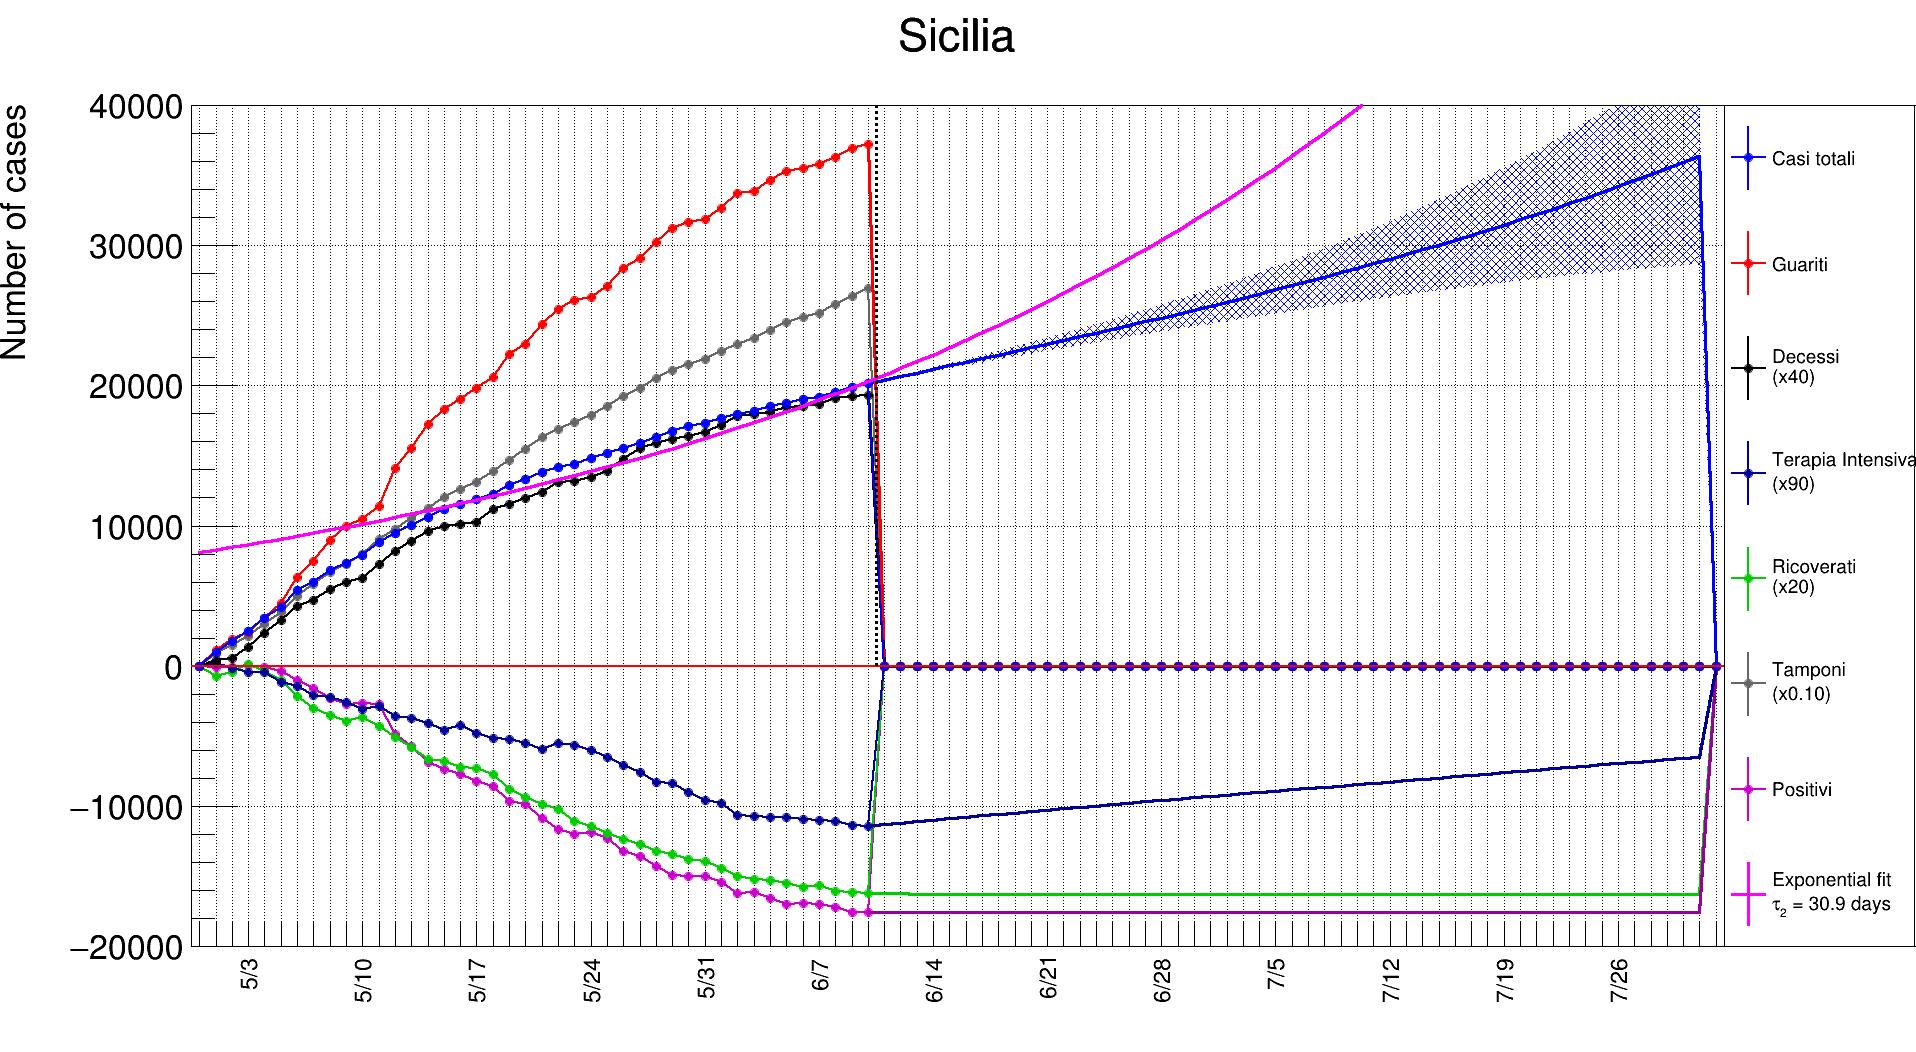 Sicilia
Number of cases
40000
30000
20000
10000
0
−10000
−20000
5/3
5/10
5/17
5/24
5/31
6/7
6/14
6/21
6/28
7/5
7/12
7/19
7/26
Casi totali
Guariti
Decessi
(x40)
Terapia Intensiva
(x90)
Ricoverati
(x20)
Tamponi
(x0.10)
Positivi
Exponential fit
τ2 = 30.9 days